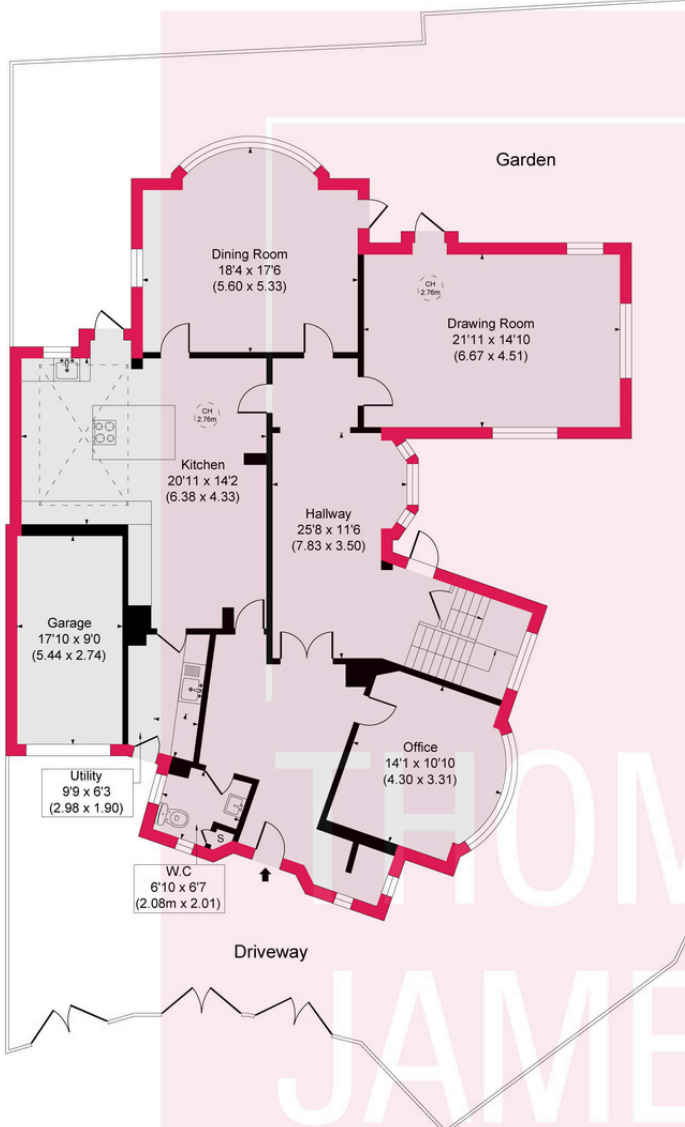 Garden
Dining Room
18'4 x 17'6
(5.60 x 5.33)
CH
2.76m
Drawing Room
21'11 x 14'10
(6.67 x 4.51)
CH
2.76m
Kitchen
20'11 x 14'2
(6.38 x 4.33)
Hallway
25'8 x 11'6
(7.83 x 3.50)
Garage
17'10 x 9'0
(5.44 x 2.74)
Office
14'1 x 10'10
(4.30 x 3.31)
Utility
9'9 x 6'3
(2.98 x 1.90)
S
W.C
6'10 x 6'7
(2.08m x 2.01)
Driveway
THOM
JAME